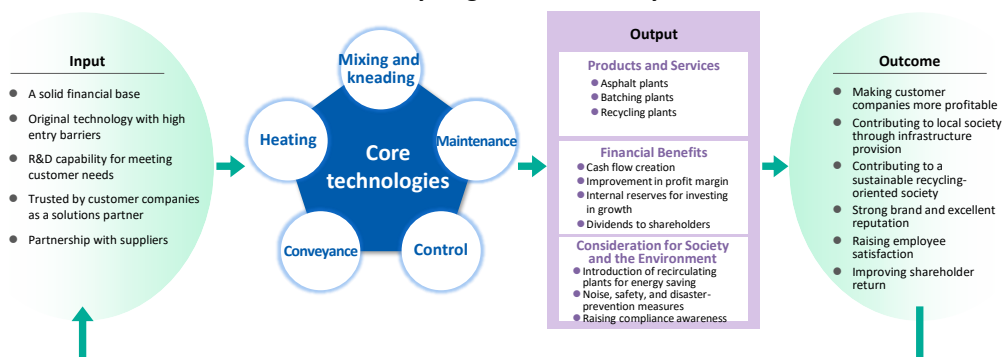 Input
● A solid financial base
● Original technology with high
entry barriers
● R&D capability for meeting
customer needs
● Trusted by customer companies
as a solutions partner
● Partnership with suppliers
Mixing and
kneading
Heating
Maintenance
Core
technologies
Conveyance
Control
Output
Products and Services
● Asphalt plants
● Batching plants
● Recycling plants
Financial Benefits
● Cash flow creation
● Improvement in profit margin
● Internal reserves for investing
in growth
● Dividends to shareholders
Consideration for Society
and the Environment
● Introduction of recirculating
plants for energy saving
● Noise, safety, and disaster-
prevention measures
● Raising compliance awareness
Outcome
● Making customer
companies more profitable
● Contributing to local society
through infrastructure
provision
● Contributing to a
sustainable recycling-
oriented society
● Strong brand and excellent
reputation
● Raising employee
satisfaction
● Improving shareholder
return